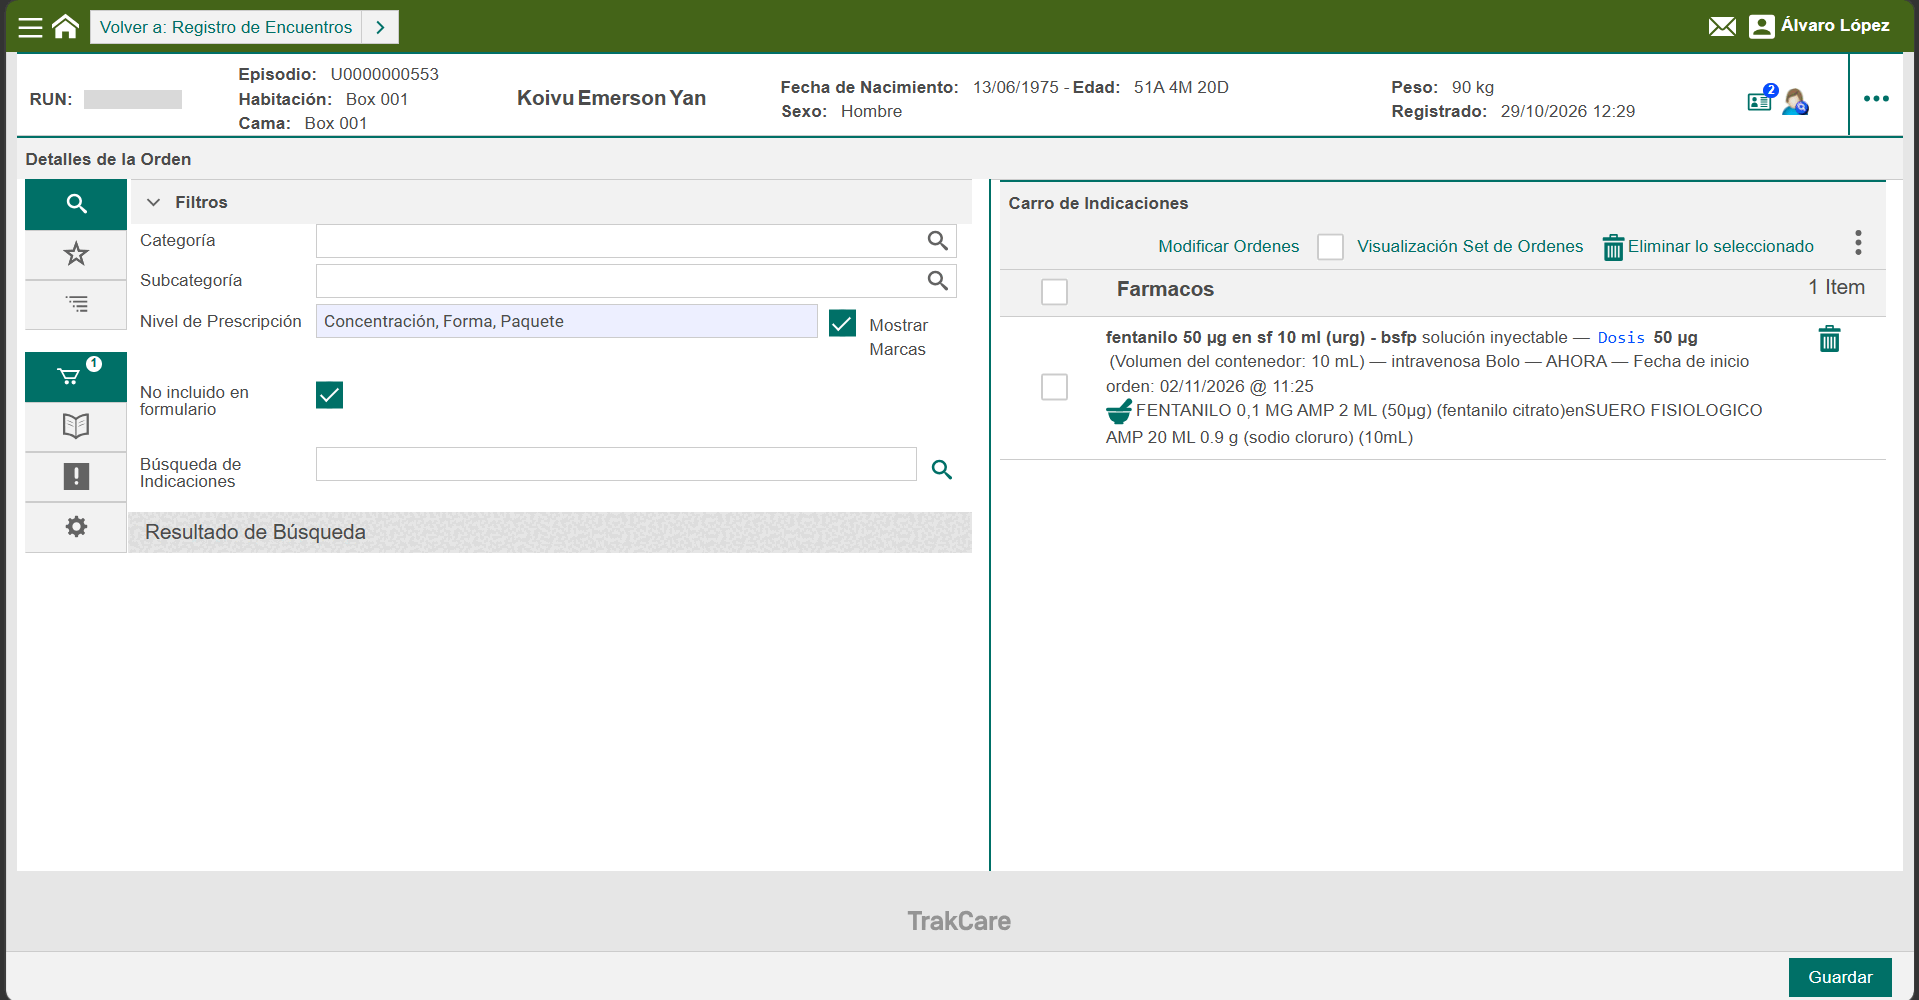 Volver a: Registro de Encuentros
Álvaro López
RUN:
Episodio: U0000000553
Habitación: Box 001
Cama: Box 001
Koivu Emerson Yan
Fecha de Nacimiento: 13/06/1975 - Edad: 51A 4M 20D
Sexo: Hombre
Peso: 90 kg
Registrado: 29/10/2026 12:29
2
Detalles de la Orden
Filtros
Categoría
Subcategoría
Nivel de Prescripción Concentración, Forma, Paquete
Mostrar
Marcas
1
No incluido en
formulario
Búsqueda de
Indicaciones
Resultado de Búsqueda
Carro de Indicaciones
Modificar Ordenes Visualización Set de Ordenes Eliminar lo seleccionado
Farmacos 1 Item
fentanilo 50 µg en sf 10 ml (urg) - bsfp solución inyectable — Dosis 50 µg
(Volumen del contenedor: 10 mL) — intravenosa Bolo — AHORA — Fecha de inicio
orden: 02/11/2026 @ 11:25
FENTANILO 0,1 MG AMP 2 ML (50µg) (fentanilo citrato)enSUERO FISIOLOGICO
AMP 20 ML 0.9 g (sodio cloruro) (10mL)
TrakCare
Guardar